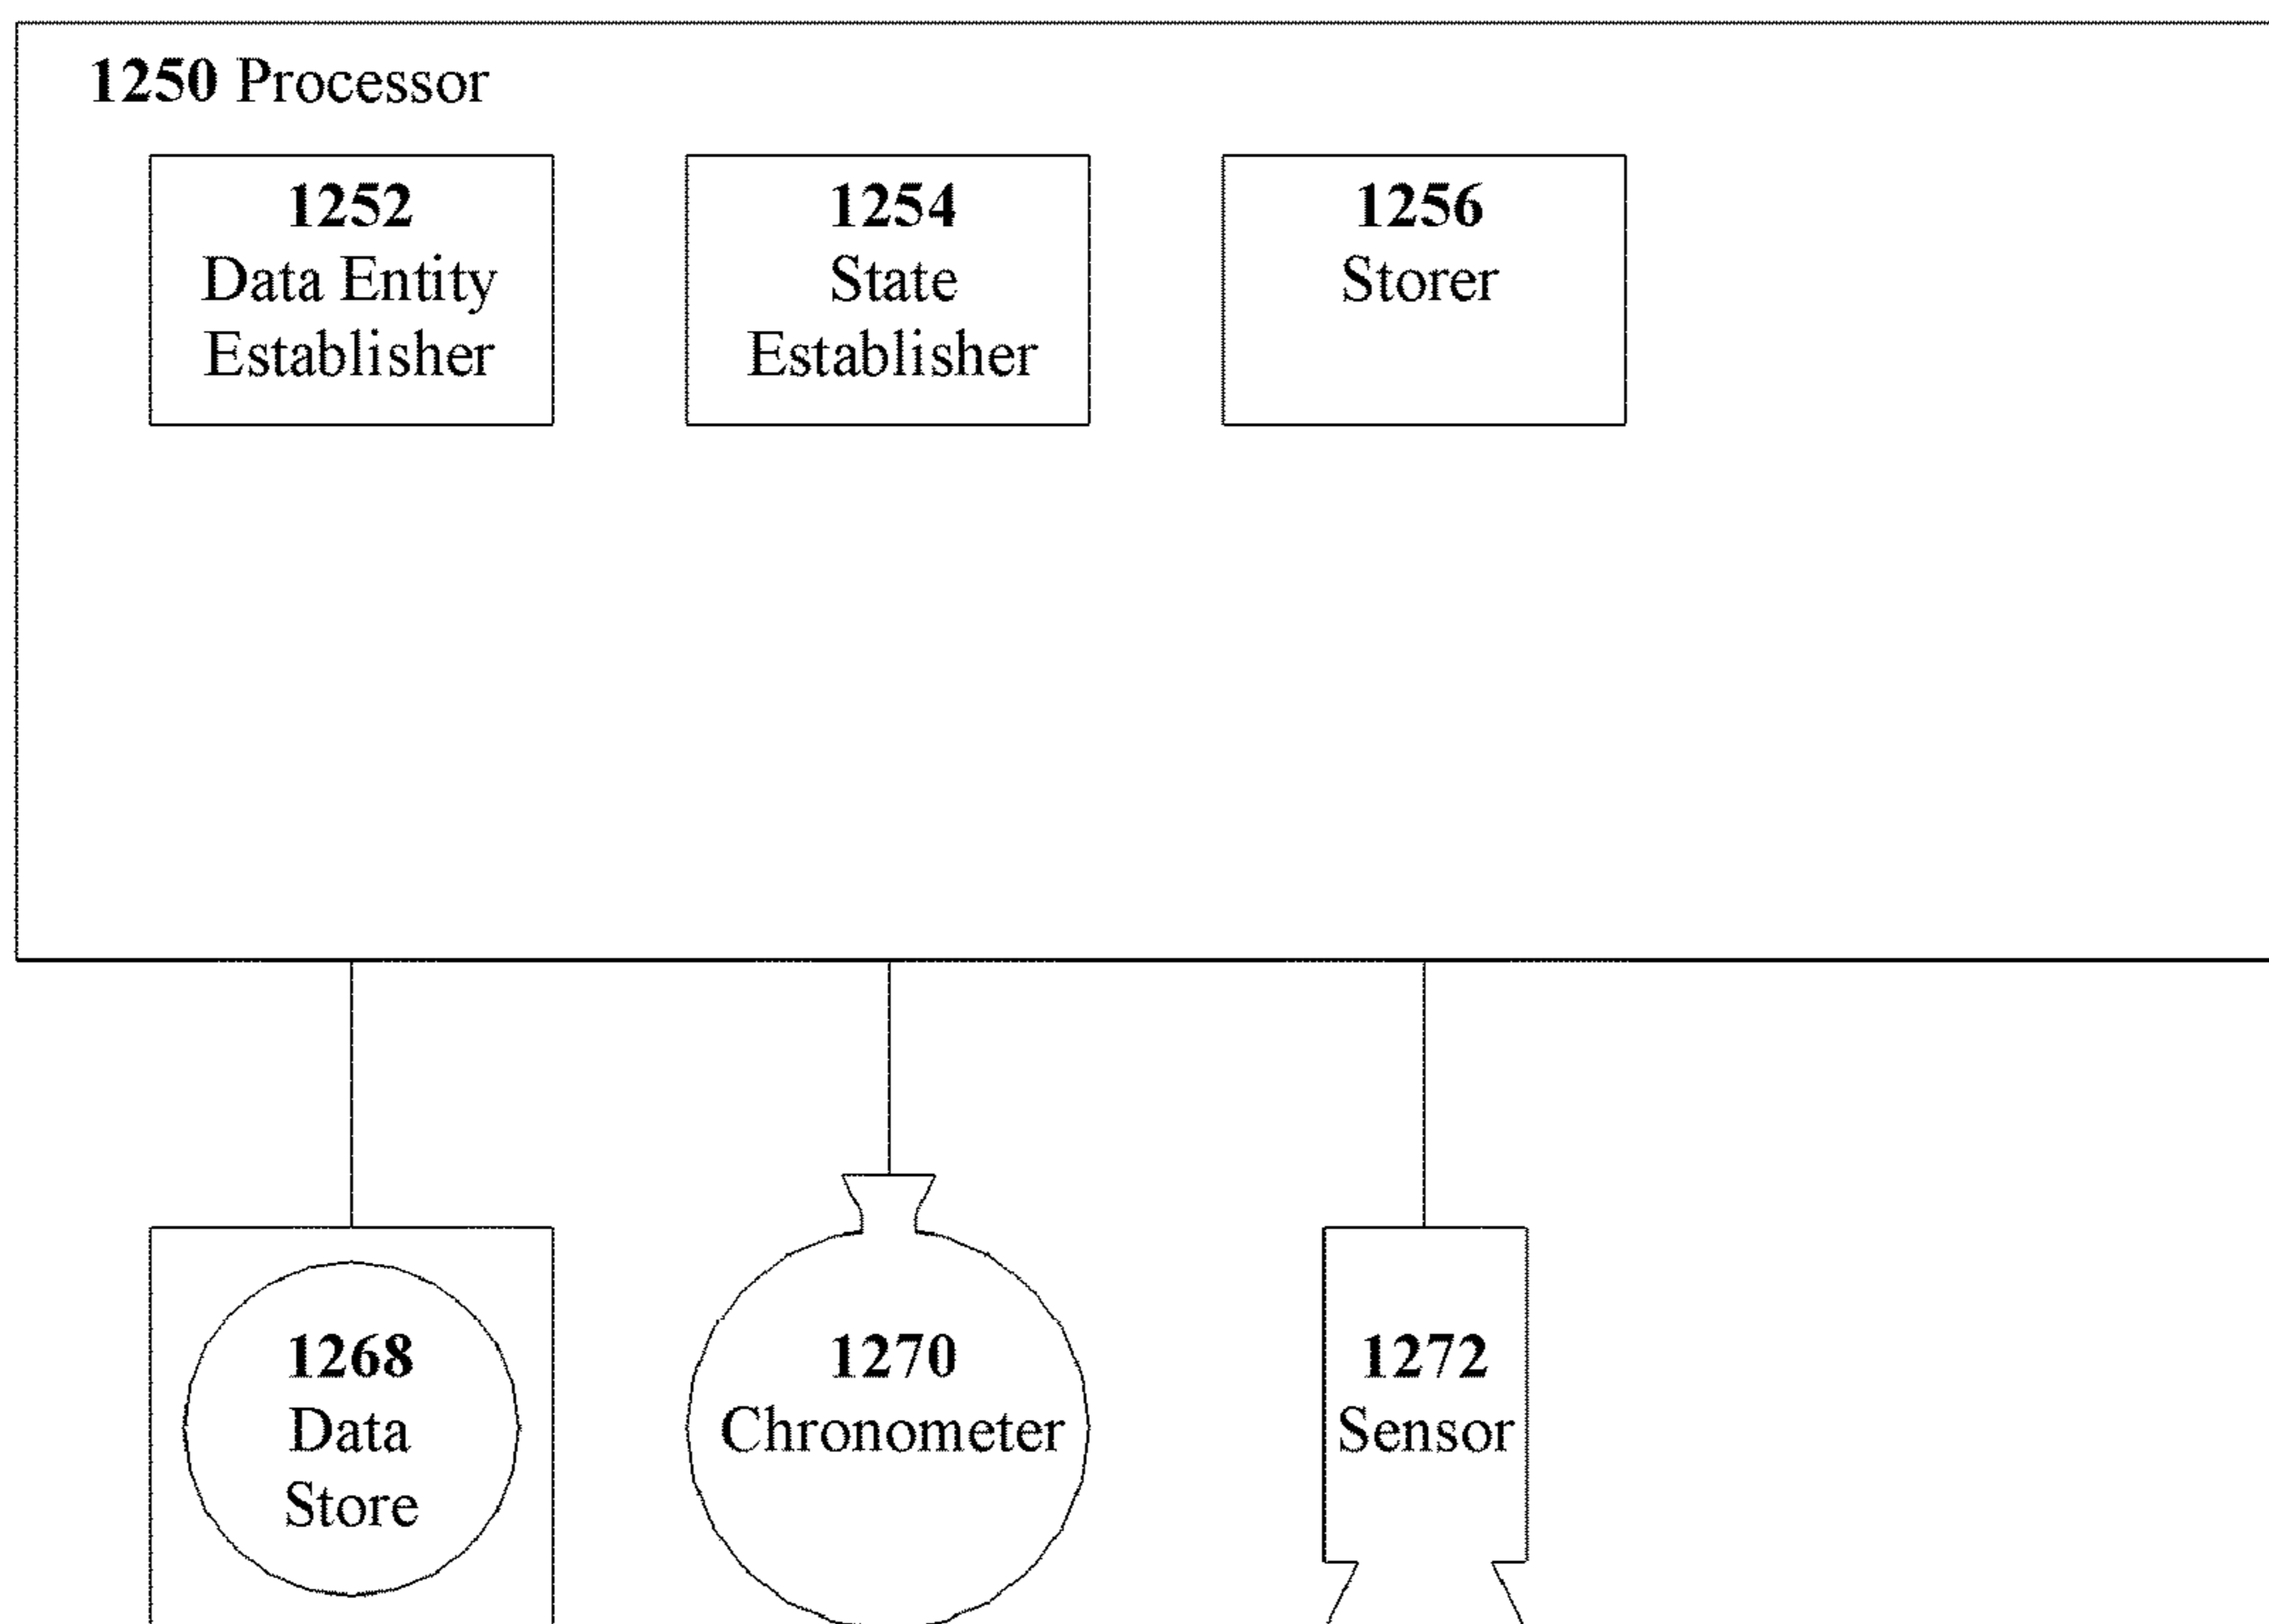 1250 Processor
1252
Data Entity
Establisher
1254
State
Establisher
1256
Storer
1268
Data
Store
1270
Chronometer
1272
Sensor